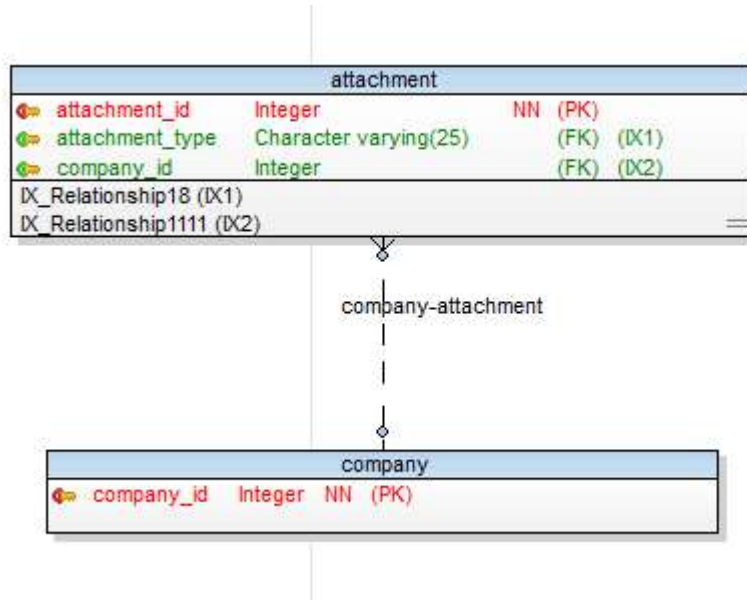 attachment
attachment_id Integer NN (PK)
attachment_type Character varying(25) (FK) (IX1)
company_id Integer (FK) (IX2)
IX_Relationship18 (IX1)
IX_Relationship1111 (IX2)
company-attachment
company
company_id Integer NN (PK)